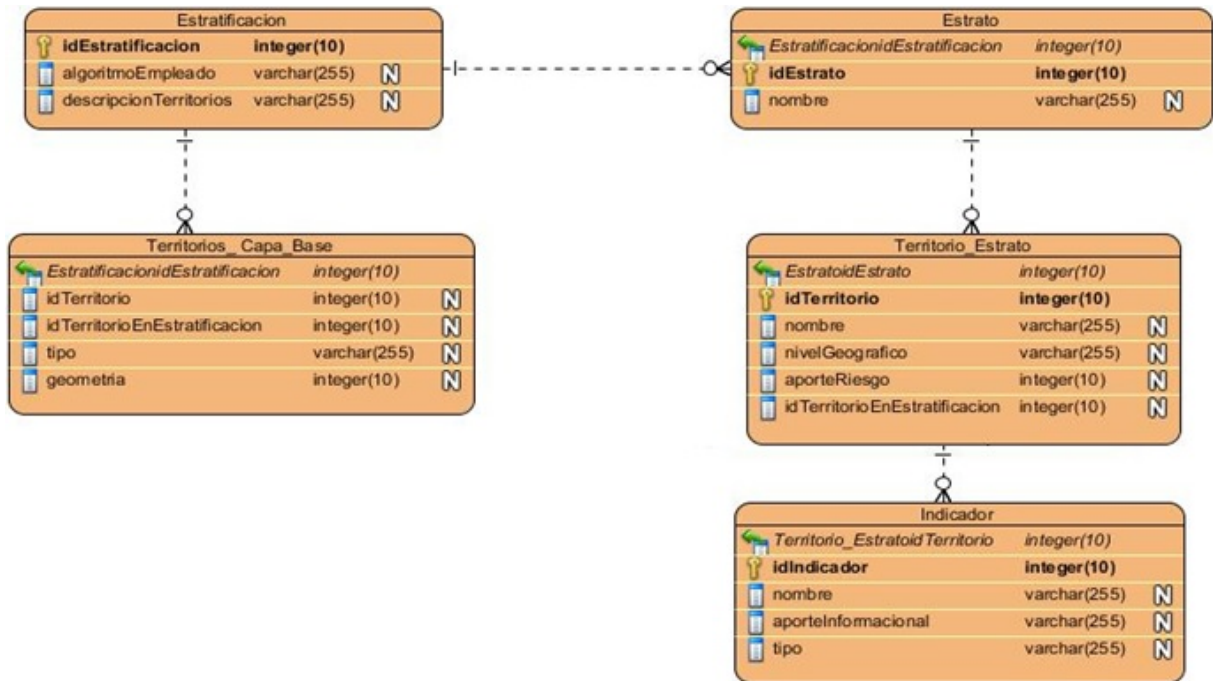 Estratificacion
idEstratificacion integer(10)
algoritmoEmpleado varchar(255) N
descripcionTerritorios varchar(255) N
Estrato
EstratificacionidEstratificacion integer(10)
idEstrato integer(10)
nombre varchar(255) N
Territorios_ Capa_Base
EstratificacionidEstratificacion integer(10)
idTerritorio integer(10) N
idTerritorioEnEstratificacion integer(10) N
tipo varchar(255) N
geometria integer(10) N
Territorio_Estrato
EstratoidEstrato integer(10)
idTerritorio integer(10)
nombre varchar(255) N
nivelGeografico varchar(255) N
aporteRiesgo integer(10) N
idTerritorioEnEstratificacion integer(10) N
Indicador
Territorio_EstratoidTerritorio integer(10)
idIndicador integer(10)
nombre varchar(255) N
aporteInformacional varchar(255) N
tipo varchar(255) N